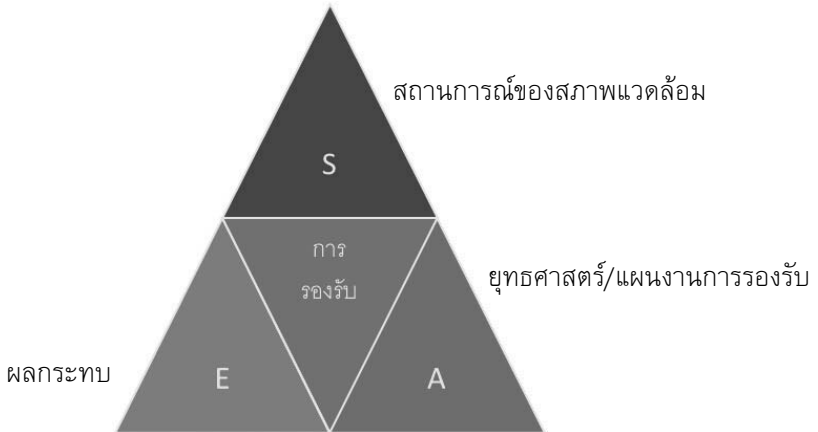 สถานการณ์ของสภาพแวดล้อม
S
การ
รองรับ
ยุทธศาสตร์/แผนงานการรองรับ
ผลกระทบ
E
A